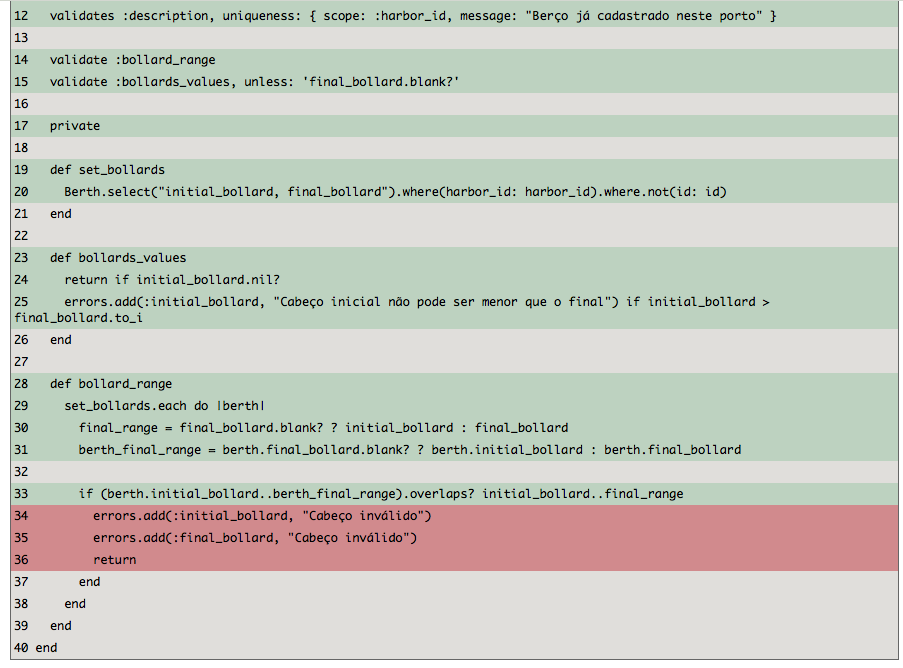 12   validates :description, uniqueness: { scope: :harbor_id, message: "Berço já cadastrado neste porto" }
13
14   validate :bollard_range
15   validate :bollards_values, unless: 'final_bollard.blank?'
16
17   private
18
19   def set_bollards
20     Berth.select("initial_bollard, final_bollard").where(harbor_id: harbor_id).where.not(id: id)
21   end
22
23   def bollards_values
24     return if initial_bollard.nil?
25     errors.add(:initial_bollard, "Cabeço inicial não pode ser menor que o final") if initial_bollard >
final_bollard.to_i
26   end
27
28   def bollard_range
29     set_bollards.each do |berth|
30       final_range = final_bollard.blank? ? initial_bollard : final_bollard
31       berth_final_range = berth.final_bollard.blank? ? berth.initial_bollard : berth.final_bollard
32
33       if (berth.initial_bollard..berth_final_range).overlaps? initial_bollard..final_range
34         errors.add(:initial_bollard, "Cabeço inválido")
35         errors.add(:final_bollard, "Cabeço inválido")
36         return
37       end
38     end
39   end
40 end